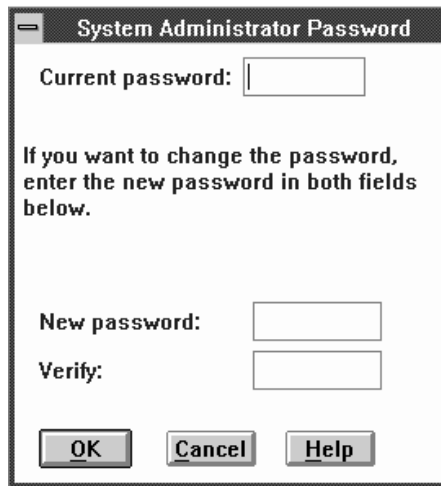 System Administrator Password
Current password:
If you want to change the password,
enter the new password in both fields
below.
New password:
Verify:
OK Cancel Help